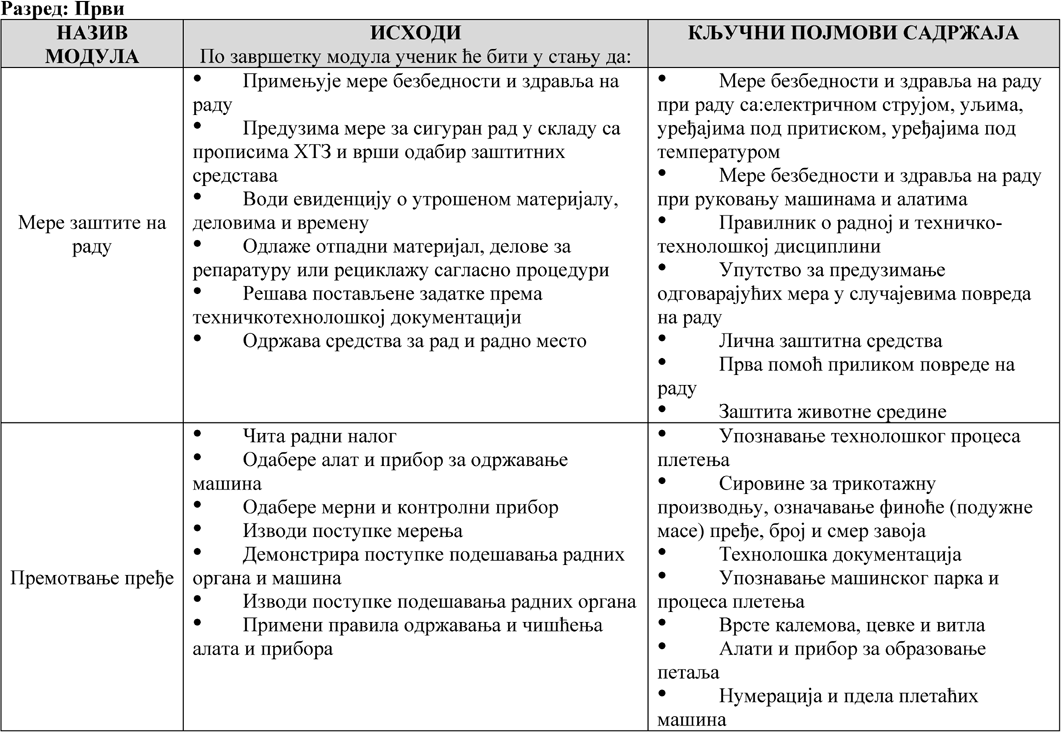 Разред: Први
НАЗИВ
МОДУЛА
ИСХОДИ
По завршетку модула ученик ће бити у стању да:
КЉУЧНИ ПОЈМОВИ САДРЖАЈА
Мере заштите на
раду
• Примењује мере безбедности и здравља на
раду
• Предузима мере за сигуран рад у складу са
прописима ХТЗ и врши одабир заштитних
средстава
• Води евиденцију о утрошеном материјалу,
деловима и времену
• Одлаже отпадни материјал, делове за
репаратуру или рециклажу сагласно процедури
• Решава постављене задатке према
техничкотехнолошкој документацији
• Одржава средства за рад и радно место
• Мере безбедности и здравља на раду
при раду са:електричном струјом, уљима,
уређајима под притиском, уређајима под
температуром
• Мере безбедности и здравља на раду
при руковању машинама и алатима
• Правилник о радној и техничко-
технолошкој дисциплини
• Упутство за предузимање
одговарајућих мера у случајевима повреда
на раду
• Лична заштитна средства
• Прва помоћ приликом повреде на
раду
• Заштита животне средине
Премотвање пређе
• Чита радни налог
• Одабере алат и прибор за одржавање
машина
• Одабере мерни и контролни прибор
• Изводи поступке мерења
• Демонстрира поступке подешавања радних
органа и машина
• Изводи поступке подешавања радних органа
• Примени правила одржавања и чишћења
алата и прибора
• Упознавање технолошког процеса
плетења
• Сировине за трикотажну
производњу, означавање финоће (подужне
масе) пређе, број и смер завоја
• Технолошка документација
• Упознавање машинског парка и
процеса плетења
• Врсте калемова, цевке и витла
• Алати и прибор за образовање
петаља
• Нумерација и пдела плетаћих
машина